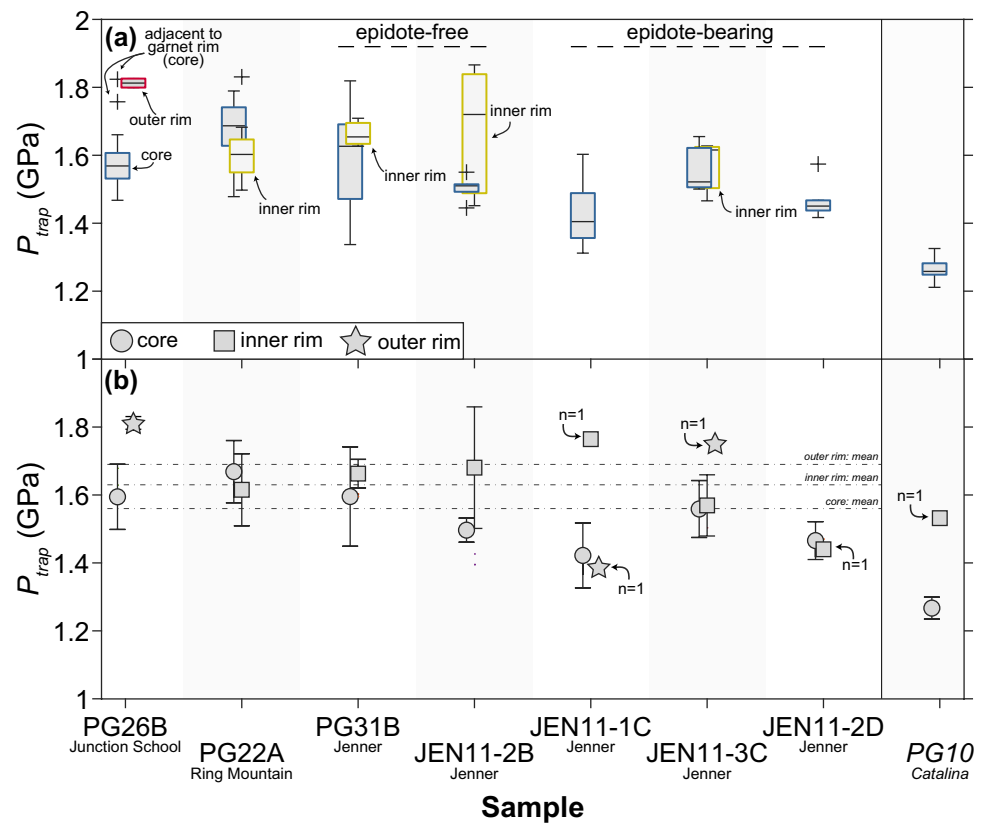 (a)
epidote-free
epidote-bearing
adjacent to
garnet rim
(core)
outer rim
core
inner rim
inner rim
inner rim
inner rim
P_trap (GPa)
2
1.8
1.6
1.4
1.2
1
core
inner rim
outer rim
(b)
n=1
n=1
n=1
n=1
n=1
outer rim: mean
inner rim: mean
core: mean
P_trap (GPa)
1.8
1.6
1.4
1.2
1
PG26B
Junction School
PG22A
Ring Mountain
PG31B
Jenner
JEN11-2B
Jenner
JEN11-1C
Jenner
JEN11-3C
Jenner
JEN11-2D
Jenner
PG10
Catalina
Sample